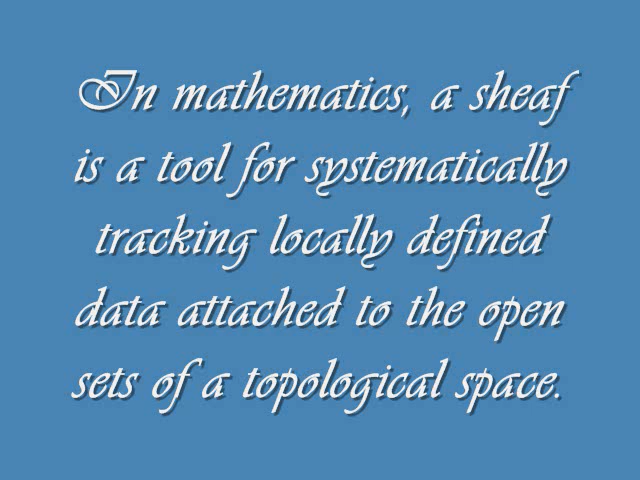 In mathematics, a sheaf
is a tool for systematically
tracking locally defined
data attached to the open
sets of a topological space.